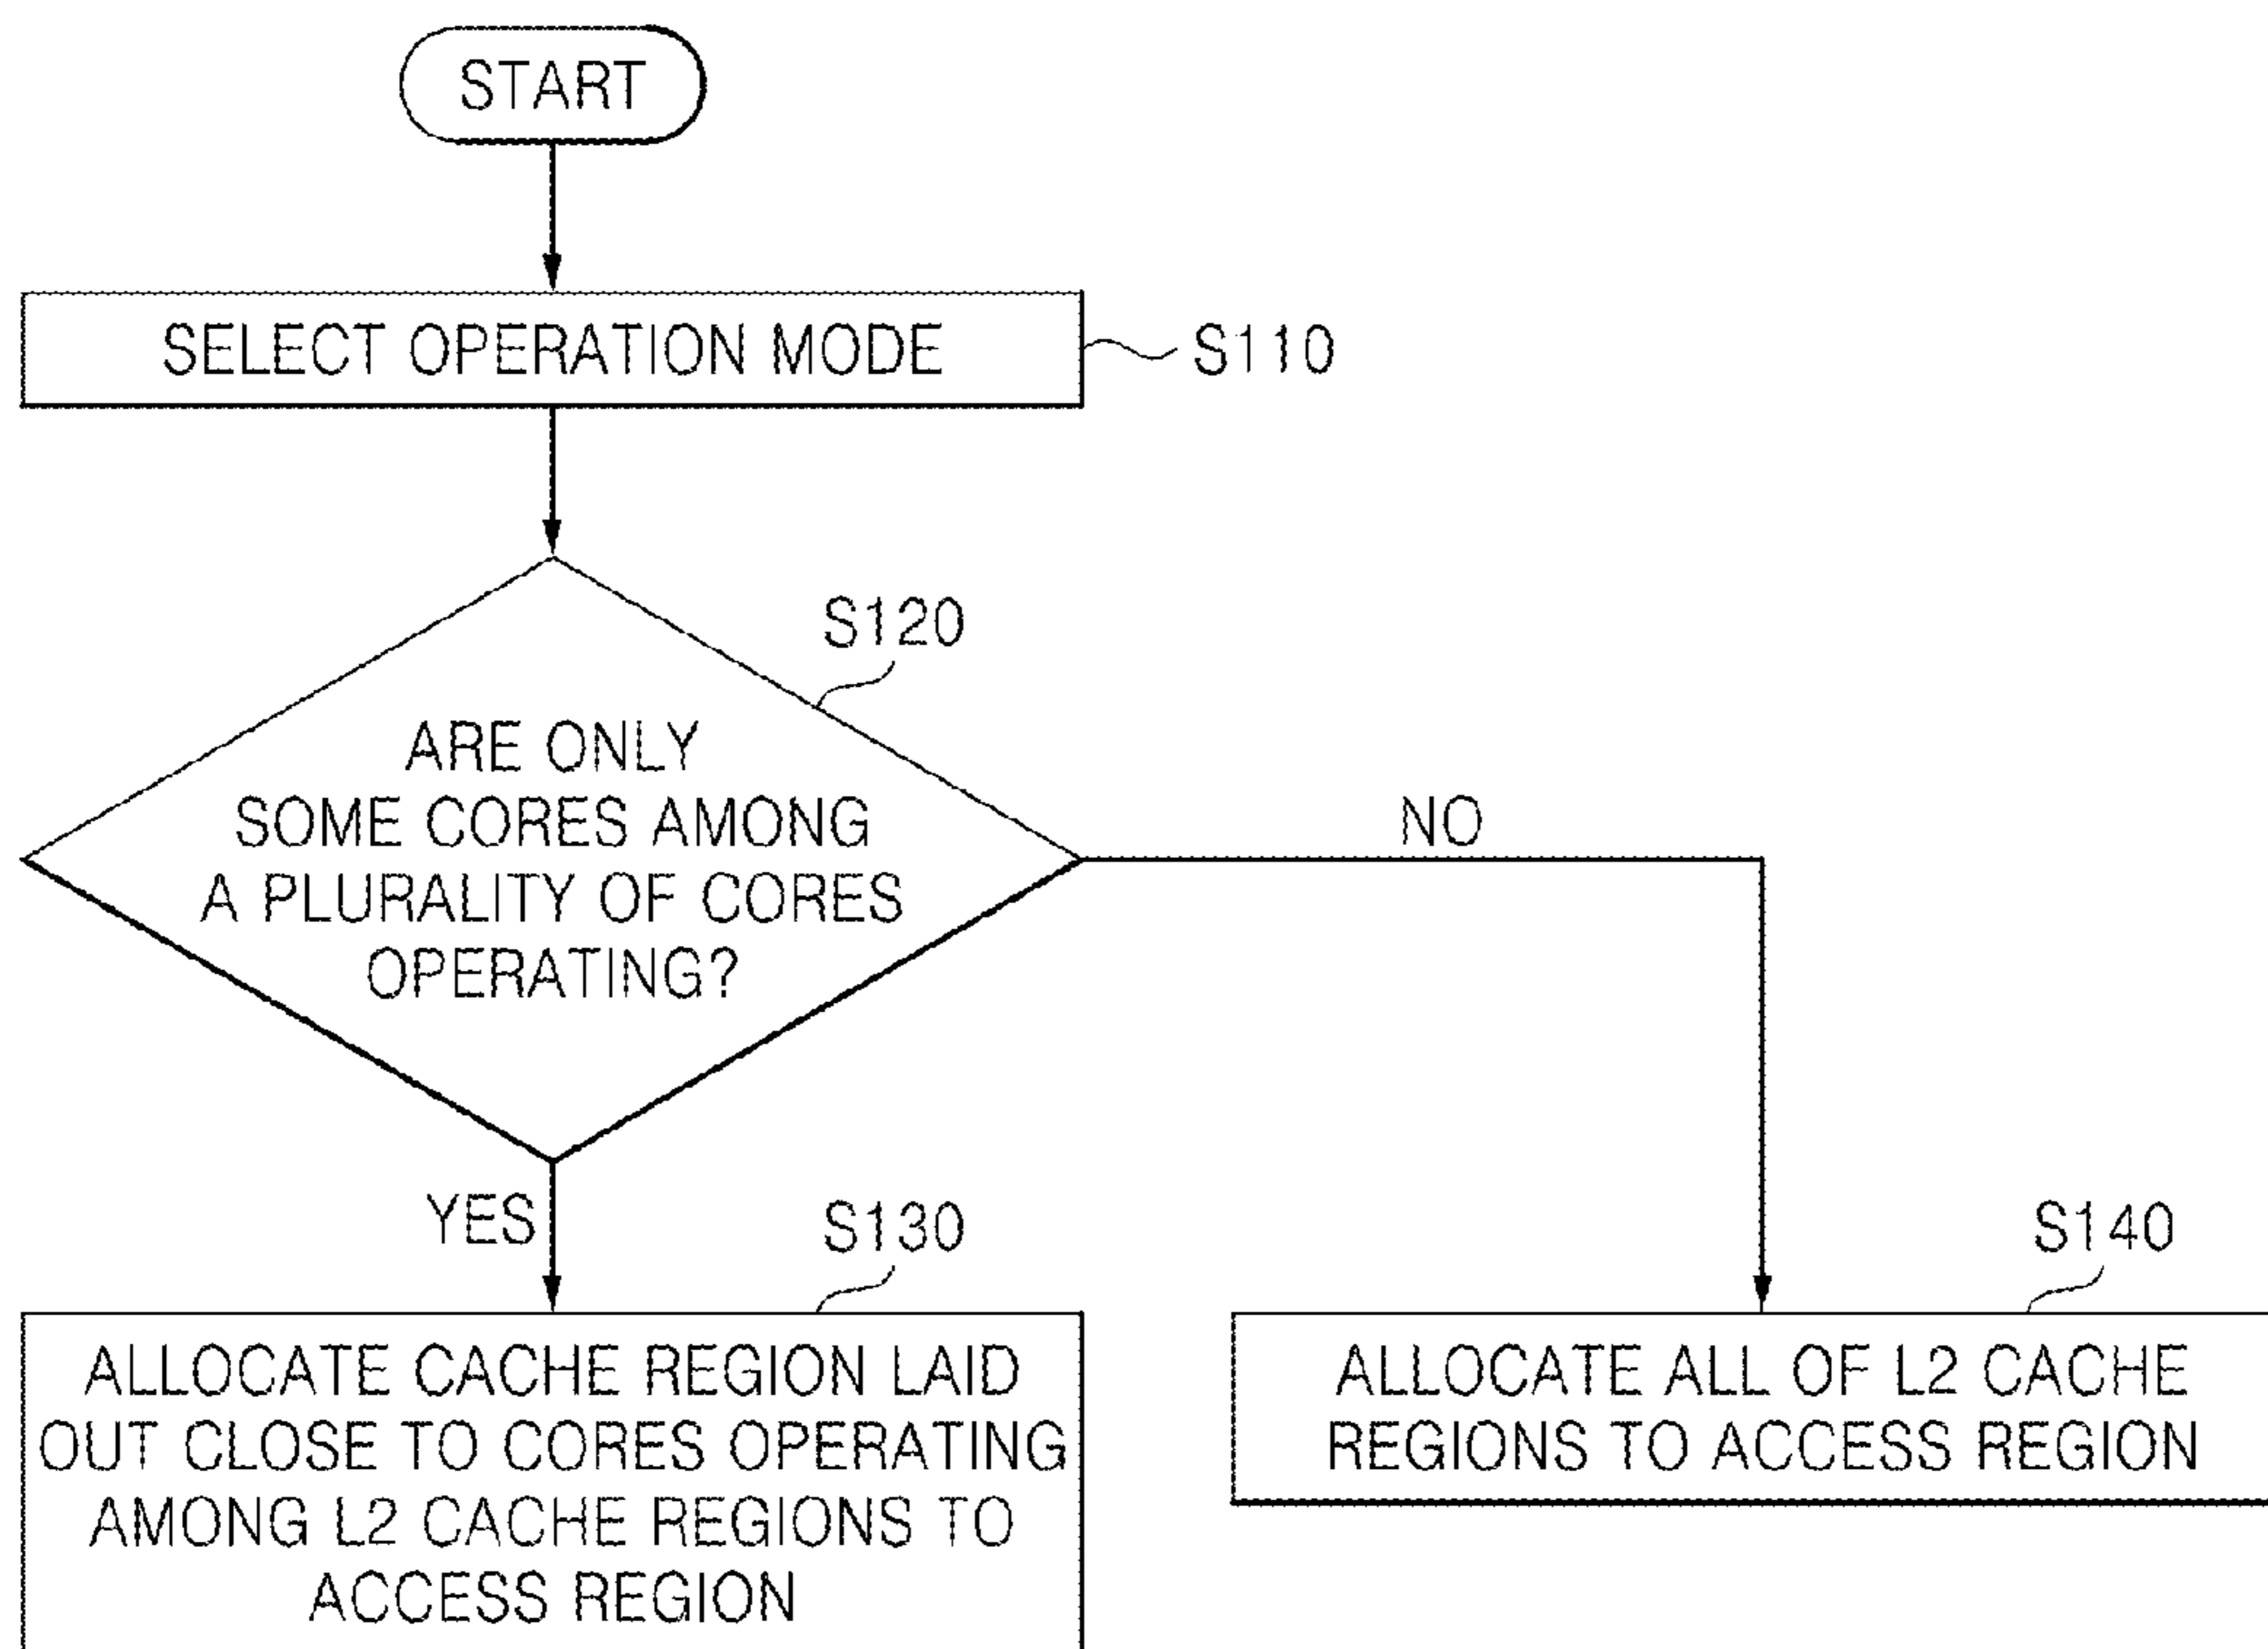 START
SELECT OPERATION MODE
S110
S120
ARE ONLY
SOME CORES AMONG
A PLURALITY OF CORES
OPERATING?
NO
YES
S130
ALLOCATE CACHE REGION LAID
OUT CLOSE TO CORES OPERATING
AMONG L2 CACHE REGIONS TO
ACCESS REGION
S140
ALLOCATE ALL OF L2 CACHE
REGIONS TO ACCESS REGION